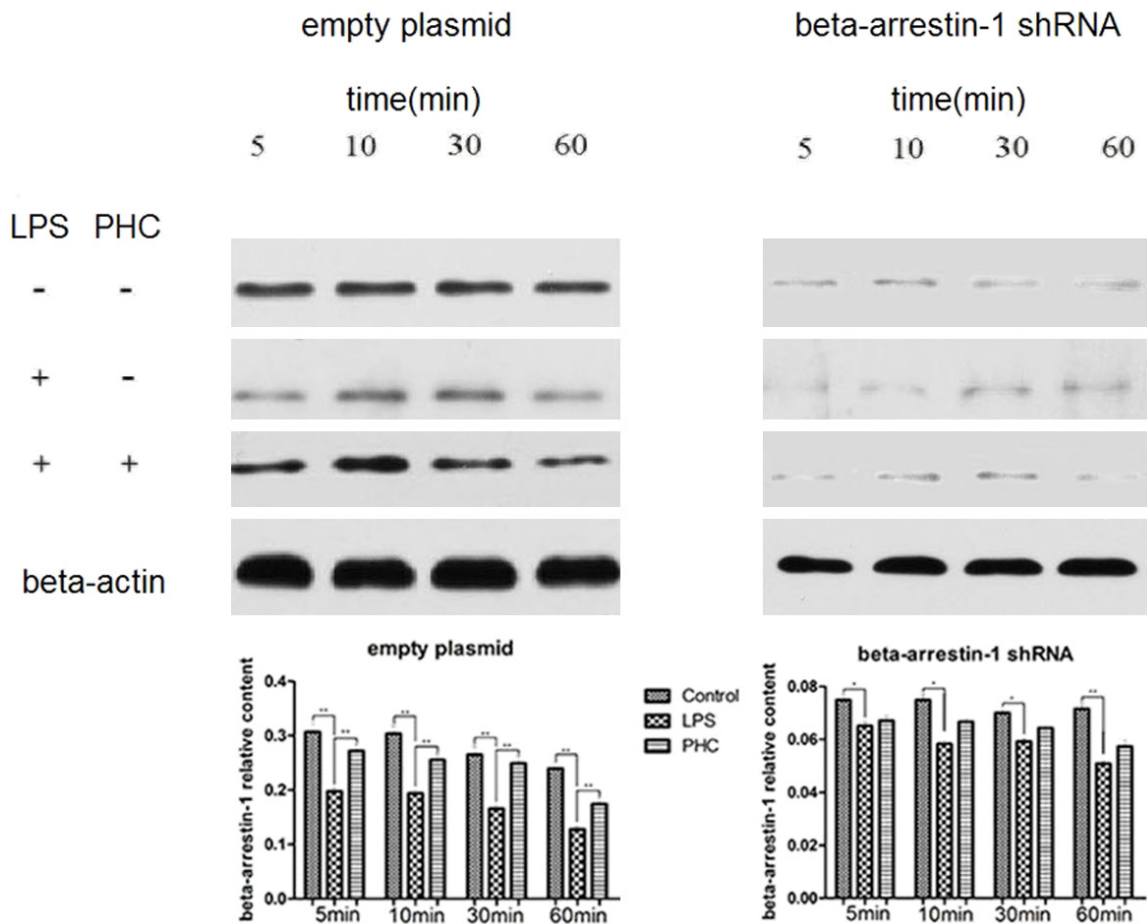 empty plasmid
beta-arrestin-1 shRNA
time(min)
time(min)
5 10 30 60
5 10 30 60
LPS PHC
- -
+ -
+ +
beta-actin
empty plasmid
beta-arrestin-1 relative content
0.4
0.3
0.2
0.1
0.0
** ** ** ** ** ** ** **
5min 10min 30min 60min
Control
LPS
PHC
beta-arrestin-1 shRNA
beta-arrestin-1 relative content
0.08
0.06
0.04
0.02
0.00
* * * **
5min 10min 30min 60min